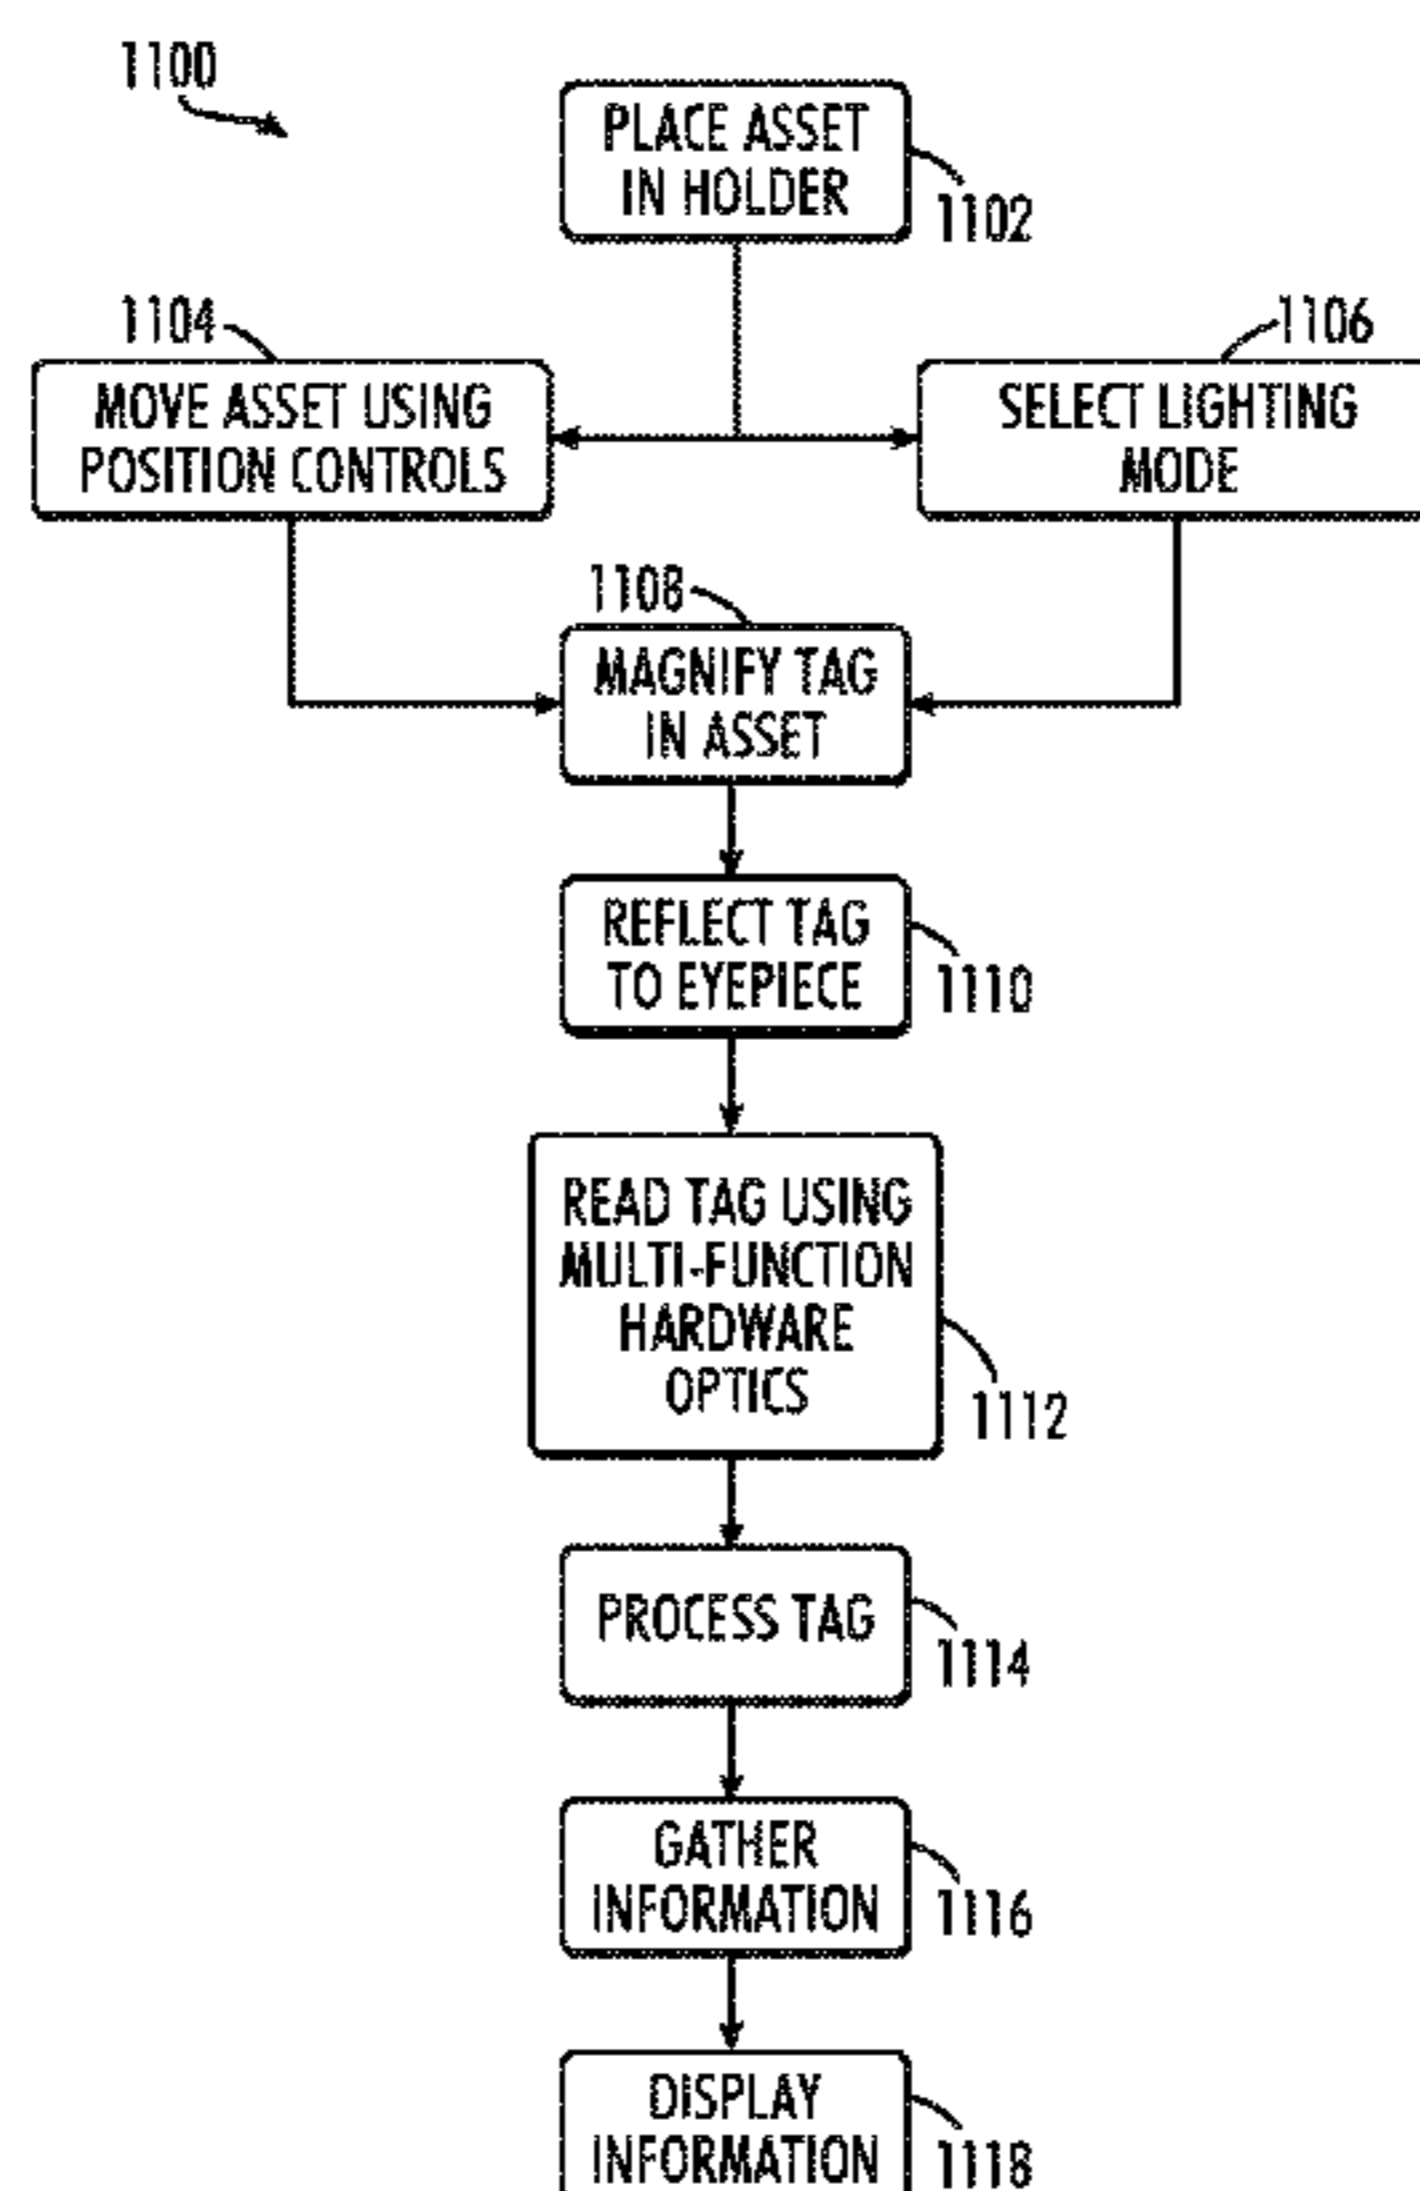 1100
PLACE ASSET
IN HOLDER
1102
1104
MOVE ASSET USING
POSITION CONTROLS
1106
SELECT LIGHTING
MODE
1108
MAGNIFY TAG
IN ASSET
REFLECT TAG
TO EYEPIECE
1110
READ TAG USING
MULTI-FUNCTION
HARDWARE
OPTICS
1112
PROCESS TAG
1114
GATHER
INFORMATION
1116
DISPLAY
INFORMATION
1118